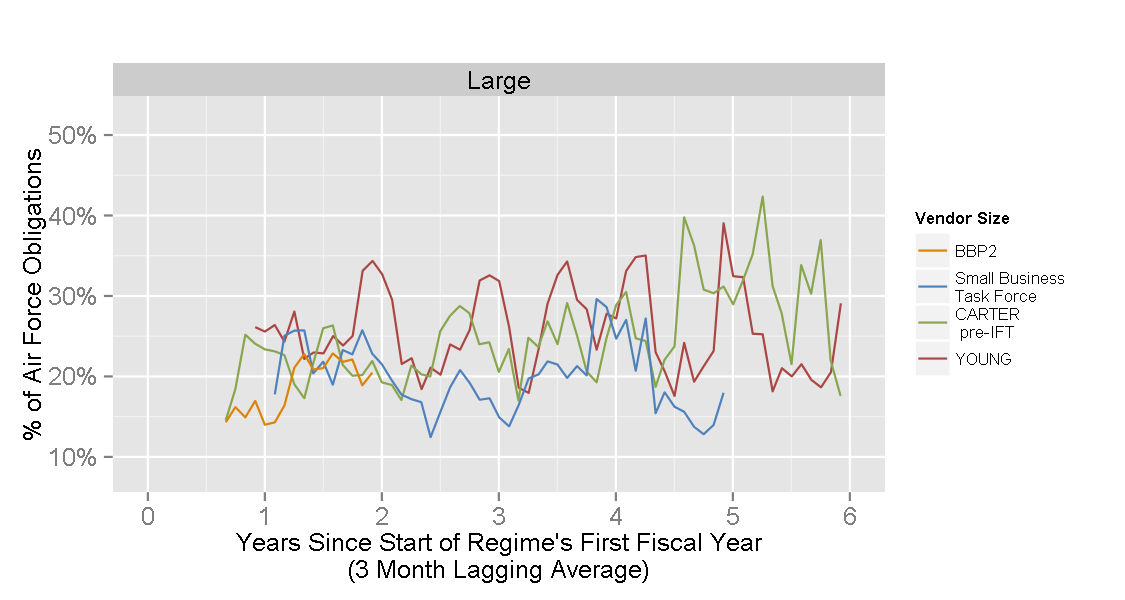 Large
50%
40%
30%
20%
10%
% of Air Force Obligations
0 1 2 3 4 5 6
Years Since Start of Regime's First Fiscal Year
(3 Month Lagging Average)
Vendor Size
BBP2
Small Business
Task Force
CARTER
pre-IFT
YOUNG